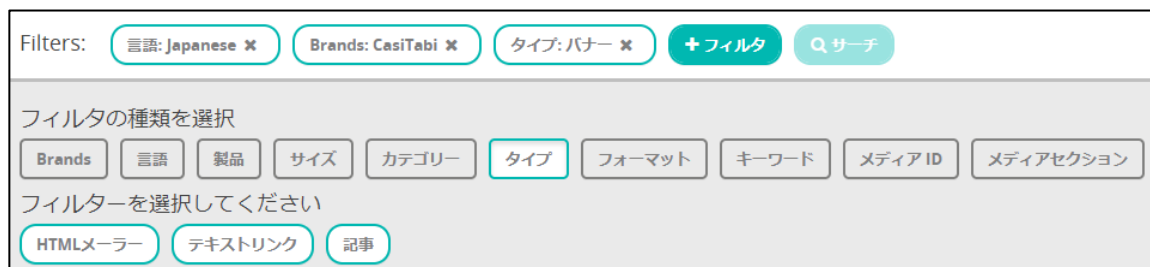 Filters: 言語: Japanese ✖ Brands: CasiTabi ✖ タイプ: バナー ✖ +フィルタ サーチ
フィルタの種類を選択
Brands 言語 製品 サイズ カテゴリー タイプ フォーマット キーワード メディア ID メディアセクション
フィルターを選択してください
HTMLメーラー テキストリンク 記事